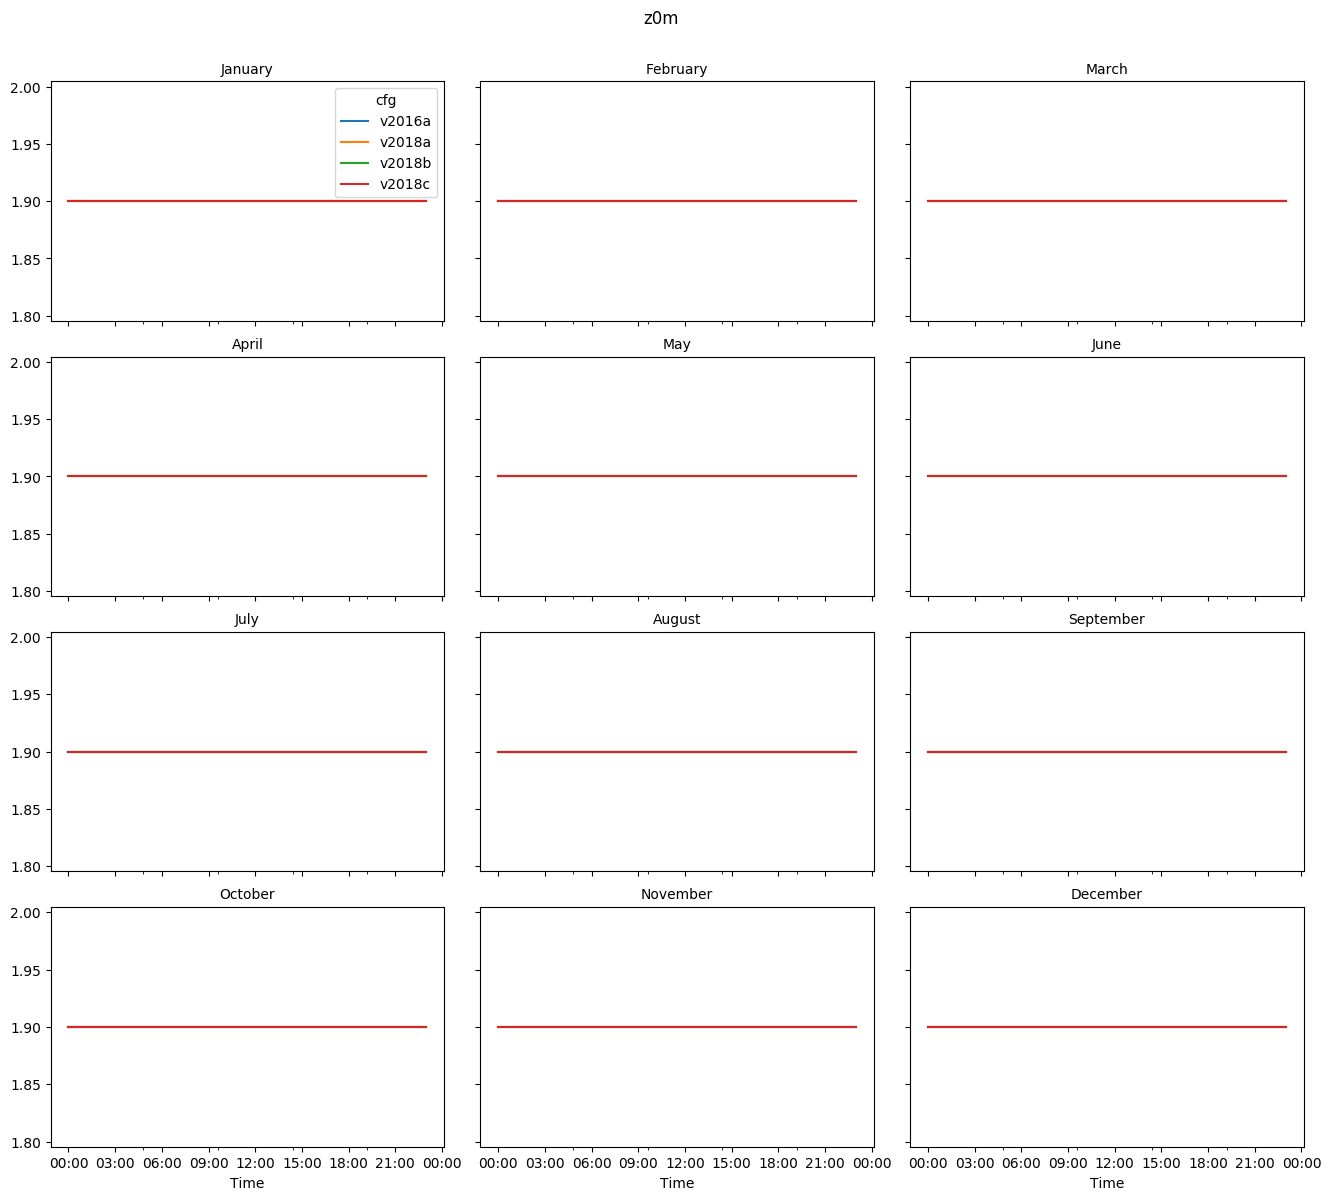 z0m
January February March
2.00
1.95
1.90
1.85
1.80
cfg
v2016a
v2018a
v2018b
v2018c
April May June
2.00
1.95
1.90
1.85
1.80
July August September
2.00
1.95
1.90
1.85
1.80
October November December
2.00
1.95
1.90
1.85
1.80
00:00 03:00 06:00 09:00 12:00 15:00 18:00 21:00 00:00 00:00 03:00 06:00 09:00 12:00 15:00 18:00 21:00 00:00 00:00 03:00 06:00 09:00 12:00 15:00 18:00 21:00 00:00
Time Time Time